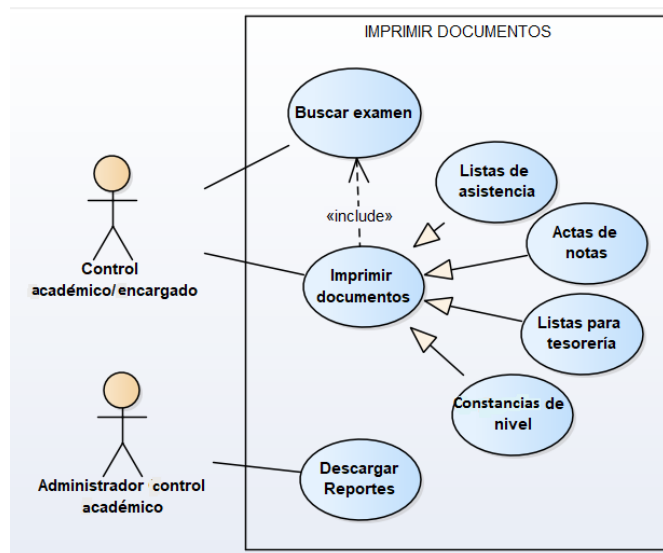 IMPRIMIR DOCUMENTOS
Buscar examen
Listas de
asistencia
«include»
Actas de
notas
Control
académico/encargado
Imprimir
documentos
Listas para
tesorería
Constancias de
nivel
Administrador control
académico
Descargar
Reportes